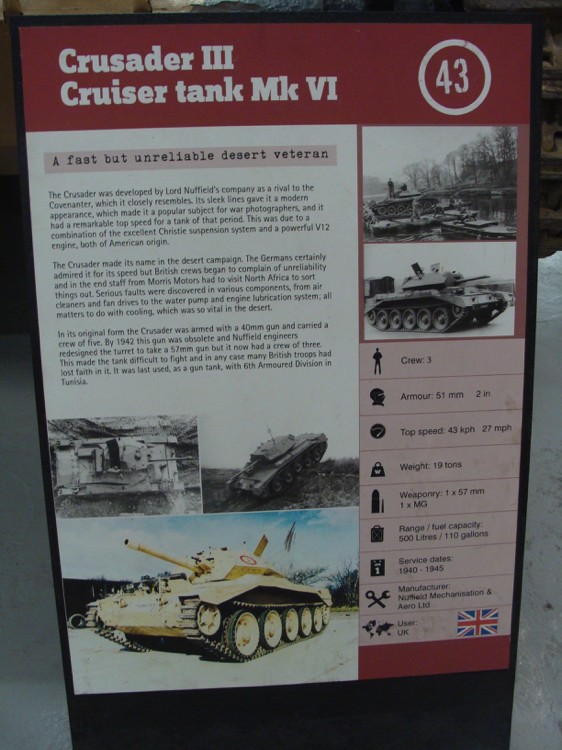 Crusader III
Cruiser tank Mk VI
43
A fast but unreliable desert veteran
The Crusader was developed by Lord Nuffield's company as a rival to the
Covenanter, which it closely resembles. Its sleek lines gave it a modern
appearance, which made it a popular subject for war photographers, and it
had a remarkable top speed for a tank of that period. This was due to a
combination of the excellent Christie suspension system and a powerful V12
engine, both of American origin.
The Crusader made its name in the desert campaign. The Germans certainly
admired it for its speed but British crews began to complain of unreliability
and in the end staff from Morris Motors had to visit North Africa to sort
things out. Serious faults were discovered in various components, from air
cleaners and fan drives to the water pump and engine lubrication system; all
matters to do with cooling, which was so vital in the desert.
In its original form the Crusader was armed with a 40mm gun and carried a
crew of five. By 1942 this gun was obsolete and Nuffield engineers
redesigned the turret to take a 57mm gun but it now had a crew of three.
This made the tank difficult to fight and in any case many British troops had
lost faith in it. It was last used, as a gun tank, with 6th Armoured Division in
Tunisia.
Crew: 3
Armour: 51 mm 2 in
Top speed: 43 kph 27 mph
W
Weight: 19 tons
Weaponry: 1 x 57 mm
1 x MG
Range / fuel capacity:
500 Litres / 110 gallons
1
Service dates:
1940 - 1945
Manufacturer:
Nuffield Mechanisation &
Aero Ltd
User:
UK